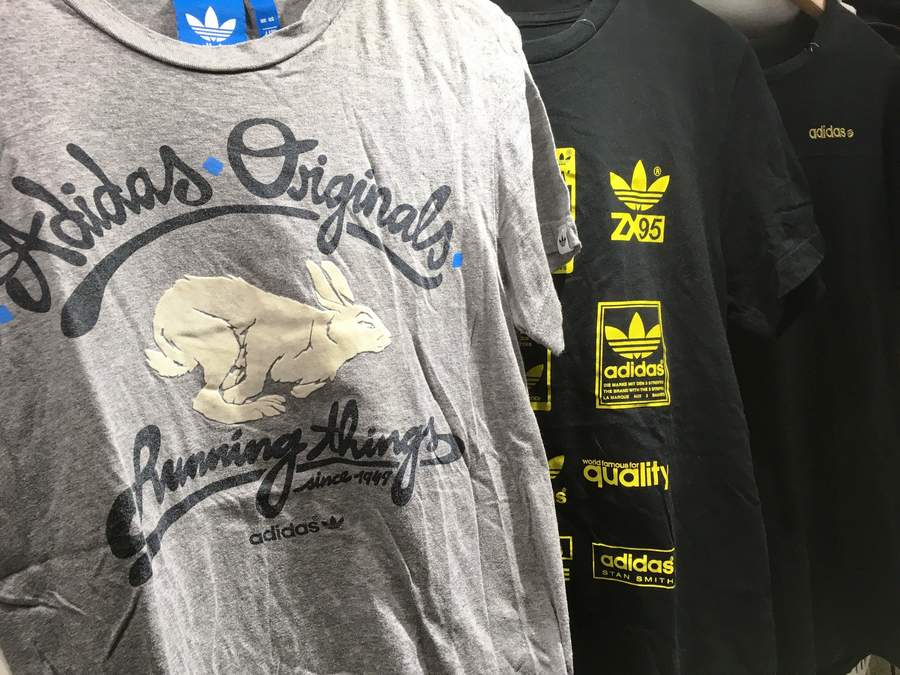 Adidas Originals
Running things
since 1949
adidas
ZX95
®
adidas
DIE MARKE MIT DEN 3 STREIFEN
THE BRAND WITH THE 3 STRIPES
LA MARQUE AUX 3 BANDES
world famous for
quality
adidas
STAN SMITH
adidas